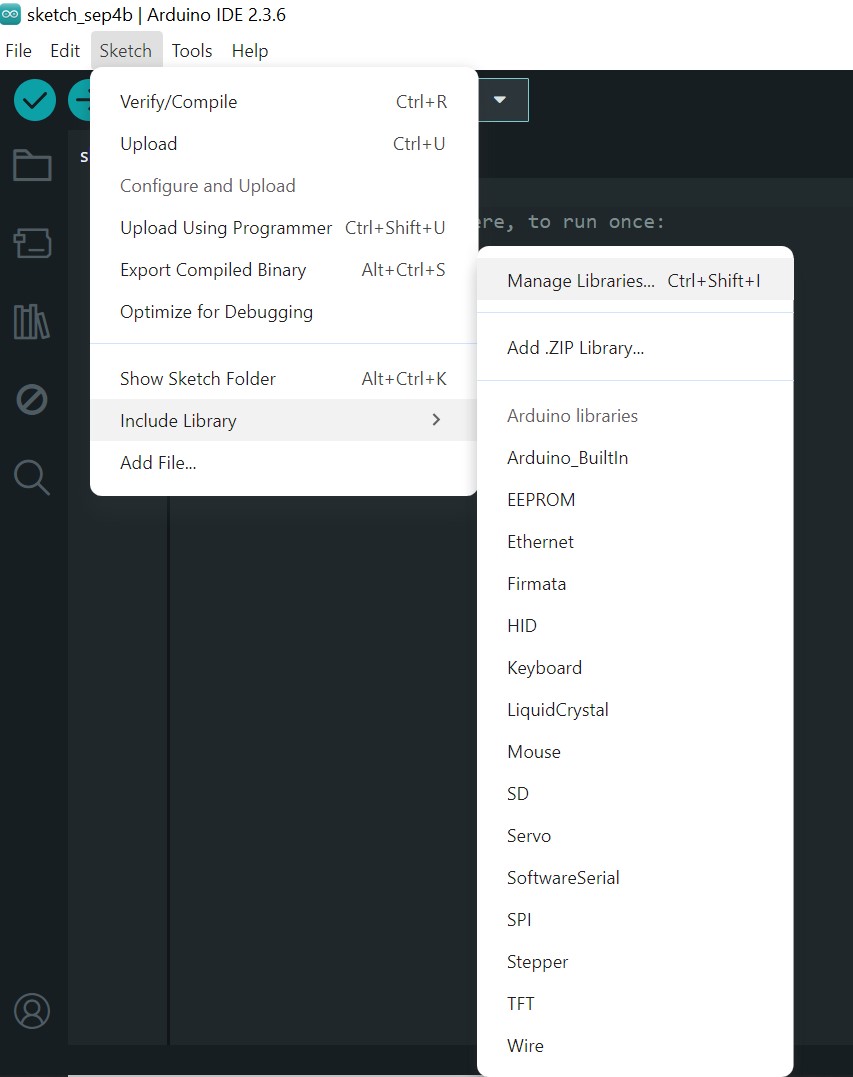 sketch_sep4b | Arduino IDE 2.3.6
File Edit Sketch Tools Help
Verify/Compile Ctrl+R
Upload Ctrl+U
Configure and Upload
Upload Using Programmer Ctrl+Shift+U
Export Compiled Binary Alt+Ctrl+S
Optimize for Debugging
Show Sketch Folder Alt+Ctrl+K
Include Library
Add File...
s
ere, to run once:
Manage Libraries... Ctrl+Shift+I
Add .ZIP Library...
Arduino libraries
Arduino_BuiltIn
EEPROM
Ethernet
Firmata
HID
Keyboard
LiquidCrystal
Mouse
SD
Servo
SoftwareSerial
SPI
Stepper
TFT
Wire